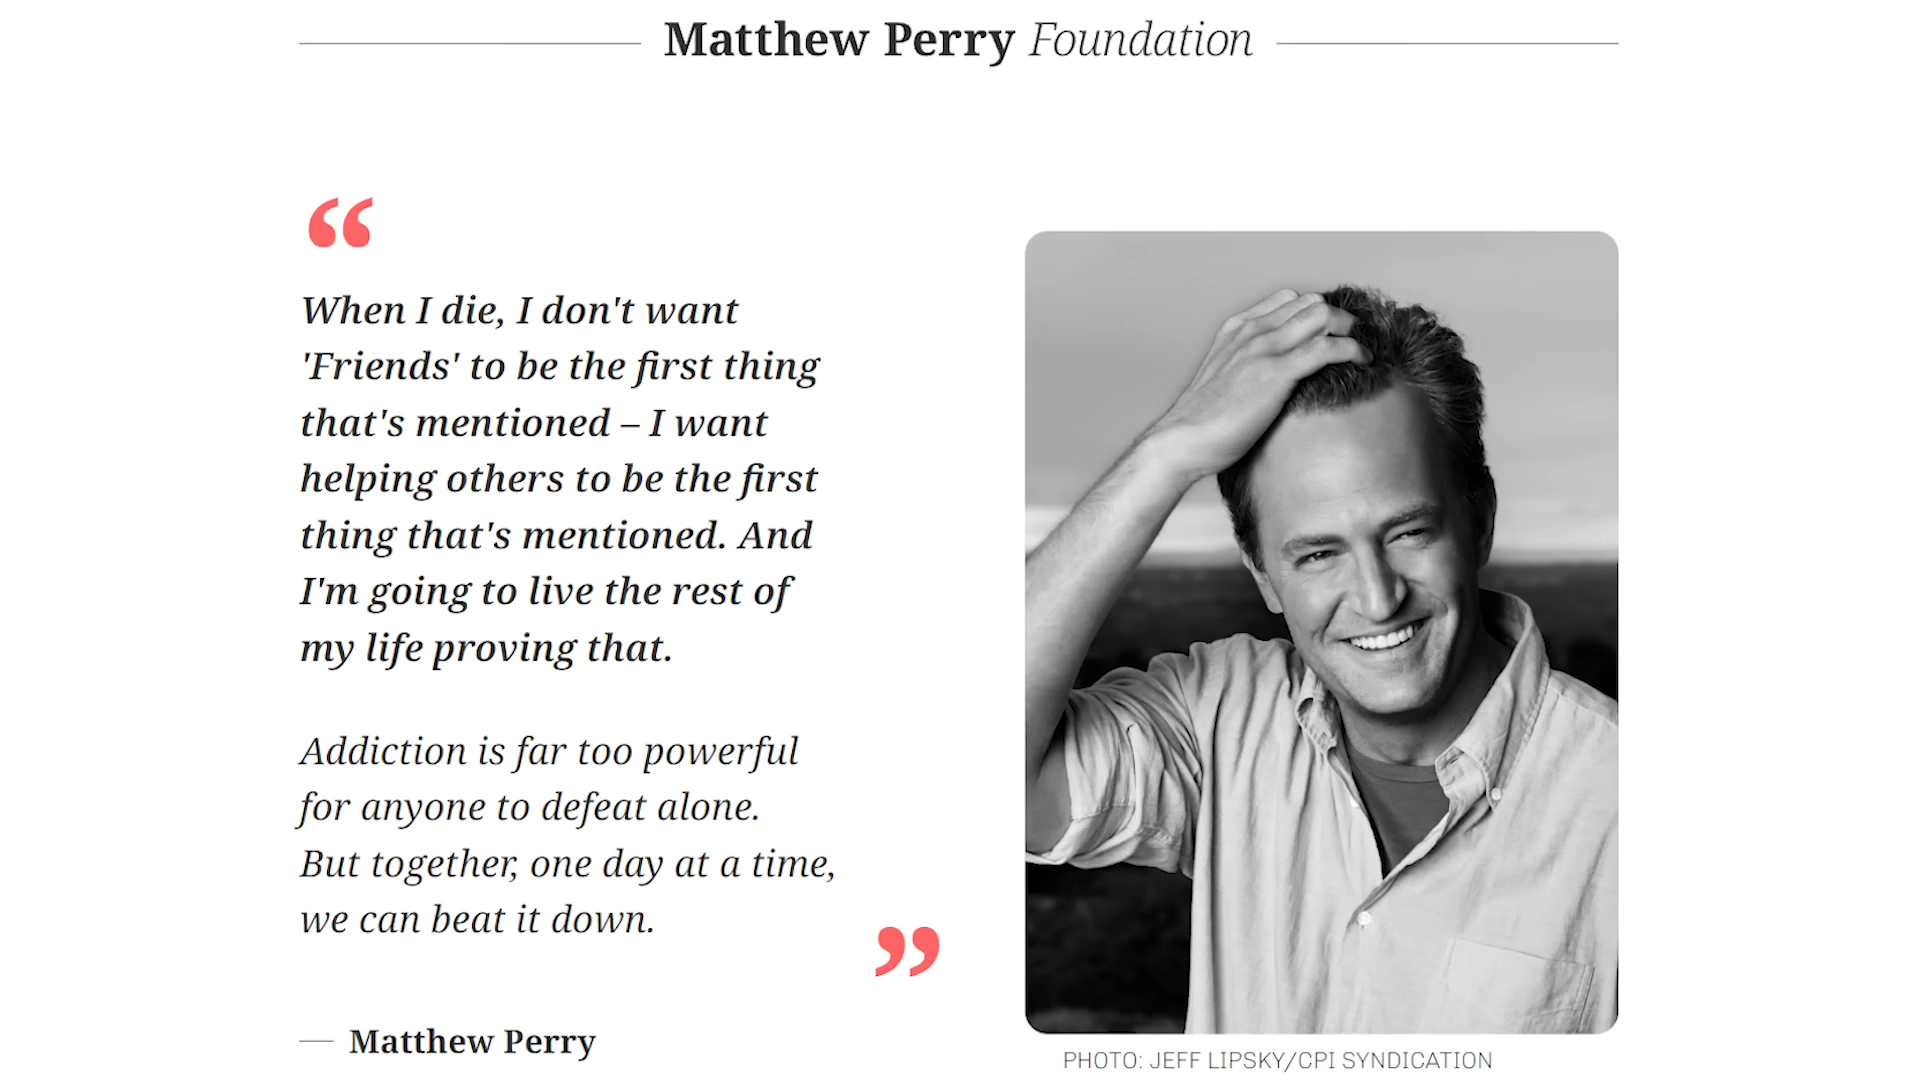 Matthew Perry Foundation
“
When I die, I don't want
'Friends' to be the first thing
that's mentioned – I want
helping others to be the first
thing that's mentioned. And
I'm going to live the rest of
my life proving that.
Addiction is far too powerful
for anyone to defeat alone.
But together, one day at a time,
we can beat it down.
”
— Matthew Perry
PHOTO: JEFF LIPSKY/CPI SYNDICATION